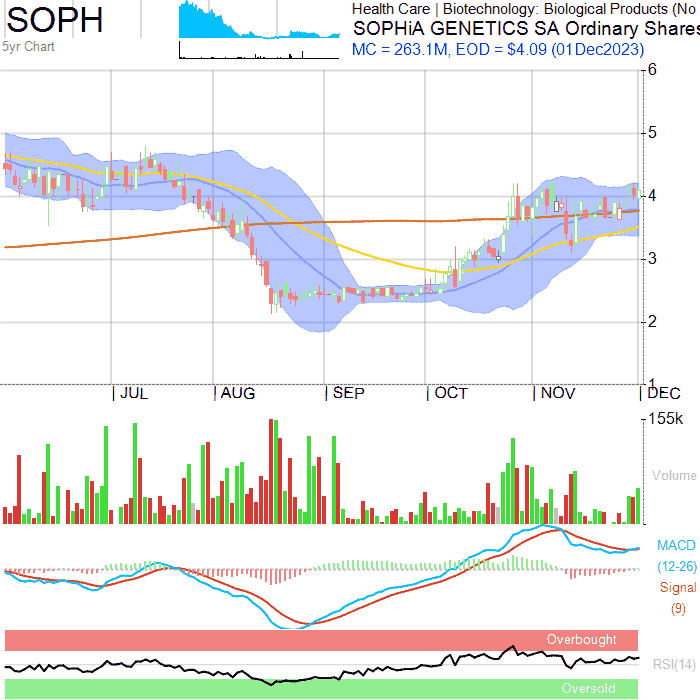 SOPH
5yr Chart
Health Care | Biotechnology: Biological Products (No
SOPHiA GENETICS SA Ordinary Shares
MC = 263.1M, EOD = $4.09 (01Dec2023)
6
5
4
3
2
1
| JUL | AUG | SEP | OCT | NOV | DEC
155k
Volume
MACD
(12-26)
Signal
(9)
Overbought
RSI(14)
Oversold